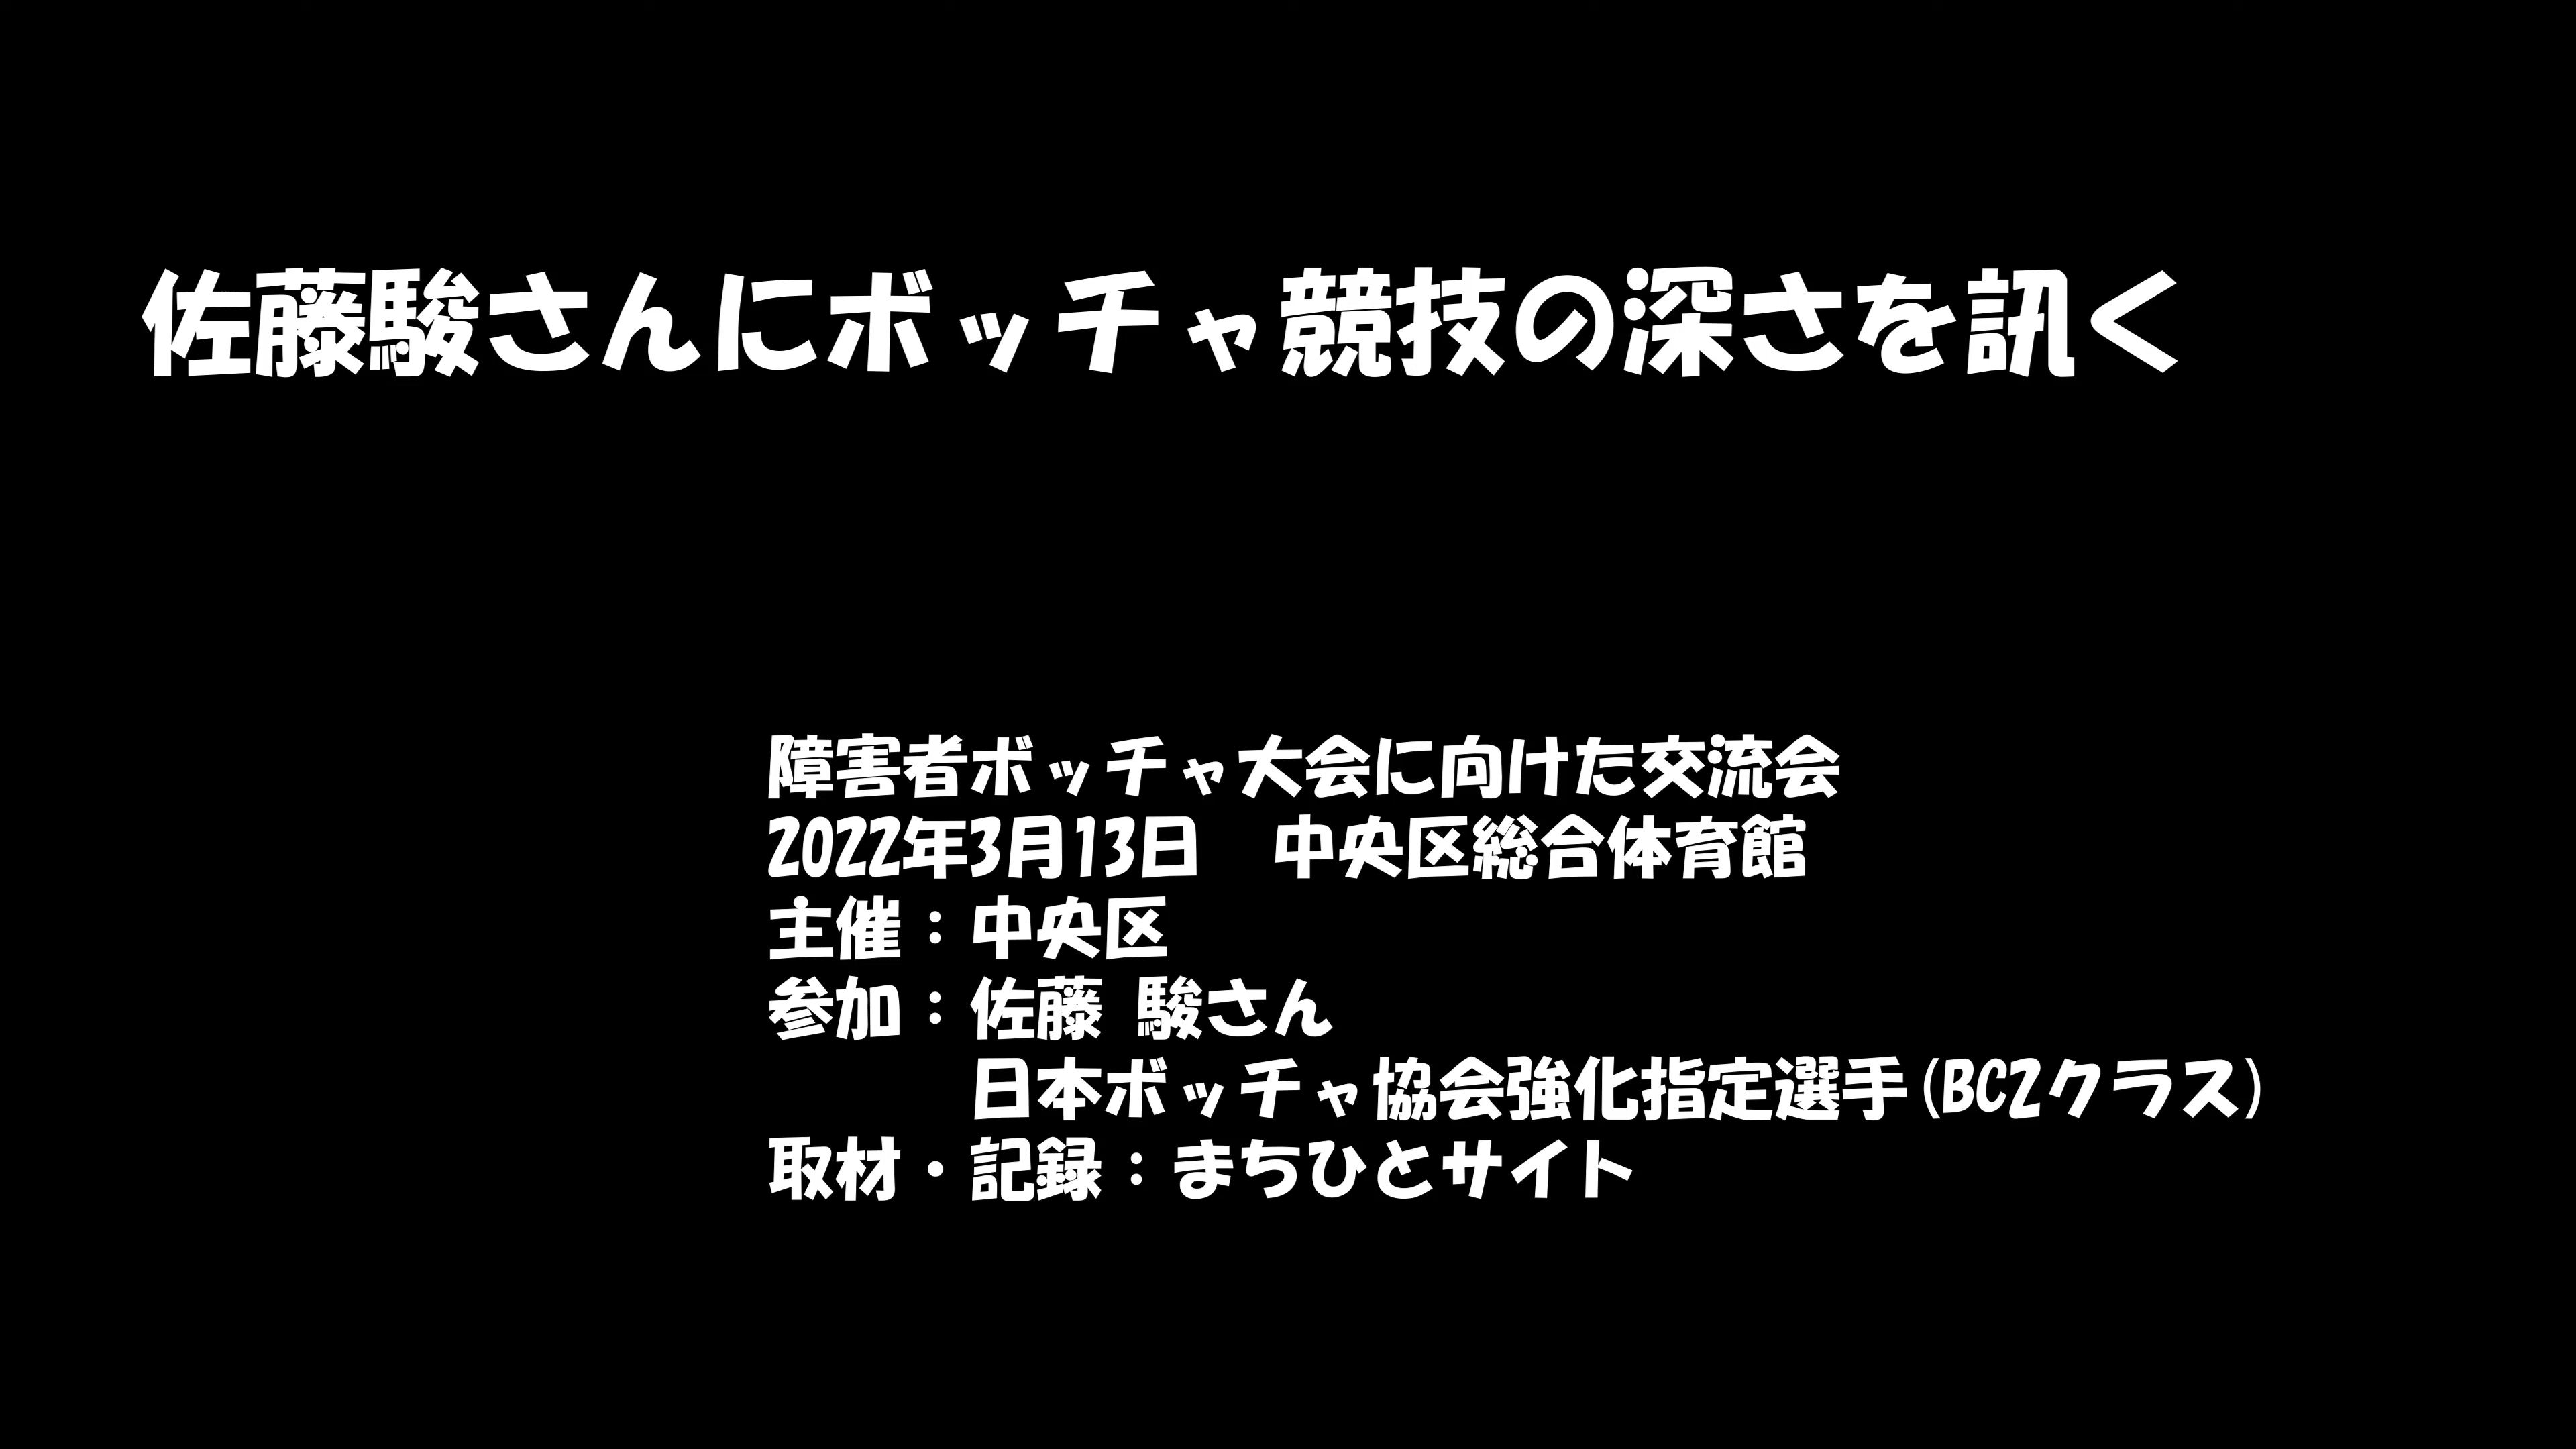 佐藤駿さんにボッチャ競技の深さを訊く
障害者ボッチャ大会に向けた交流会
2022年3月13日　中央区総合体育館
主催：中央区
参加：佐藤 駿さん
日本ボッチャ協会強化指定選手(BC2クラス)
取材・記録：まちひとサイト